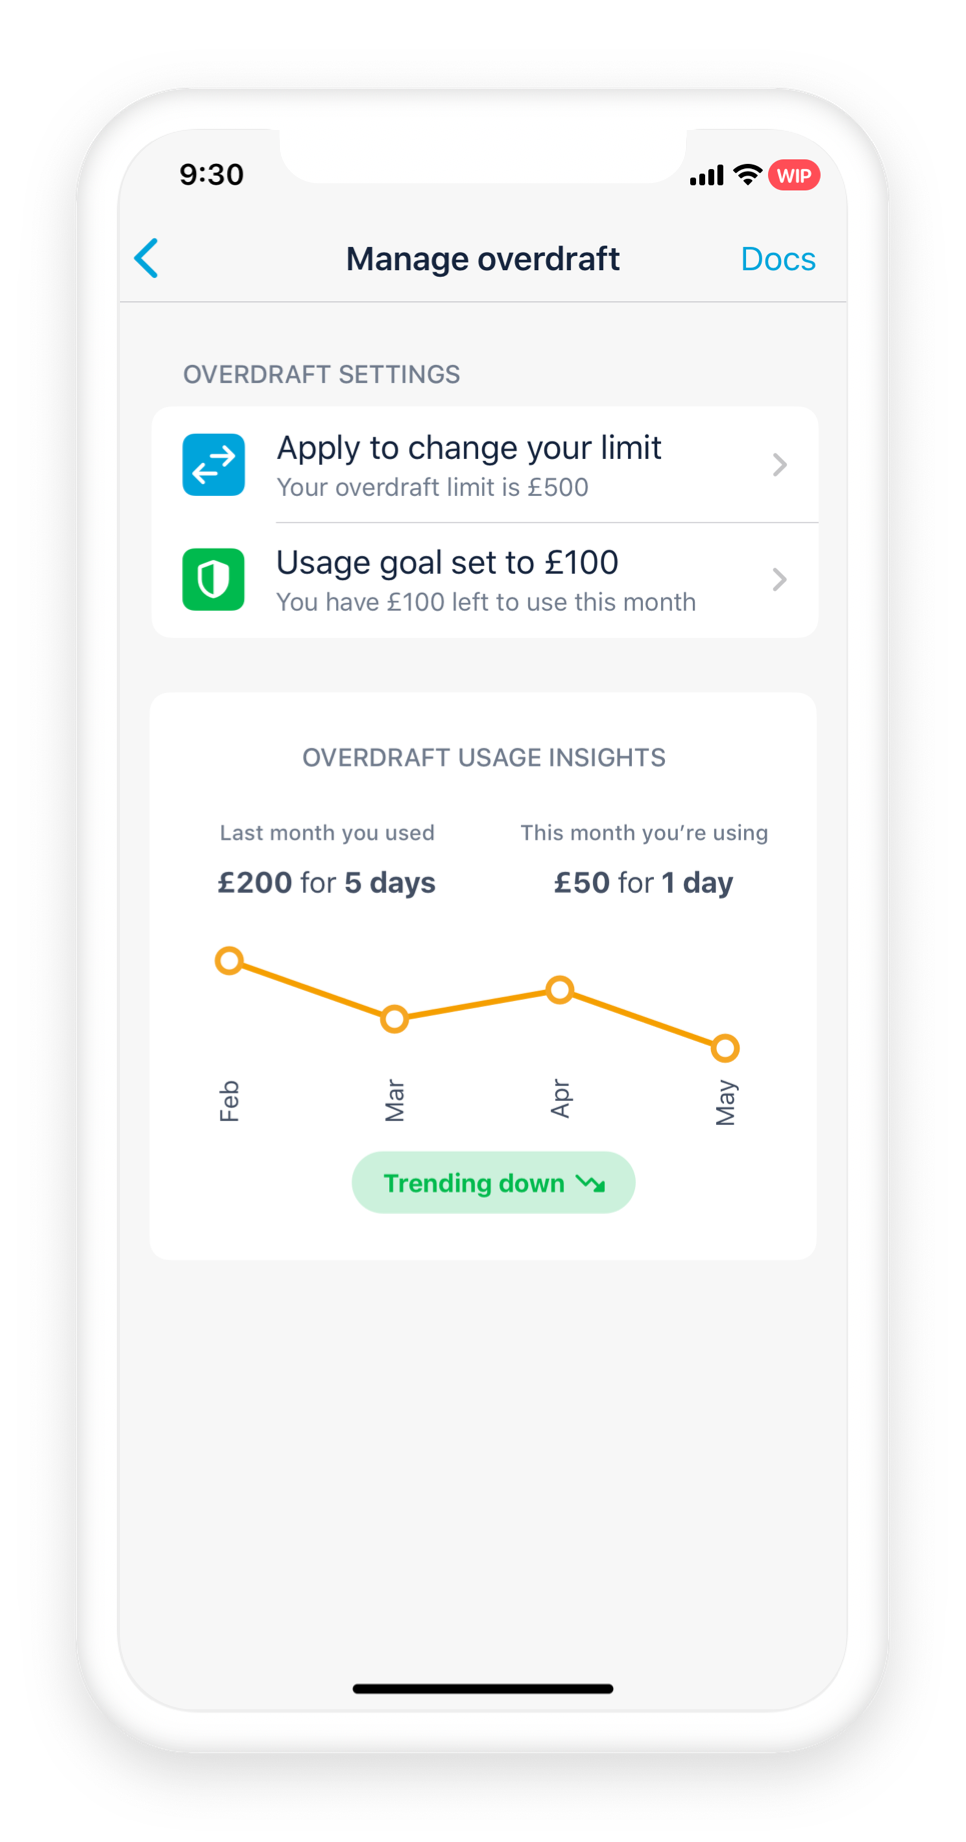 9:30
WIP
Manage overdraft
Docs
OVERDRAFT SETTINGS
Apply to change your limit
Your overdraft limit is £500
Usage goal set to £100
You have £100 left to use this month
OVERDRAFT USAGE INSIGHTS
Last month you used
£200 for 5 days
This month you’re using
£50 for 1 day
Feb
Mar
Apr
May
Trending down